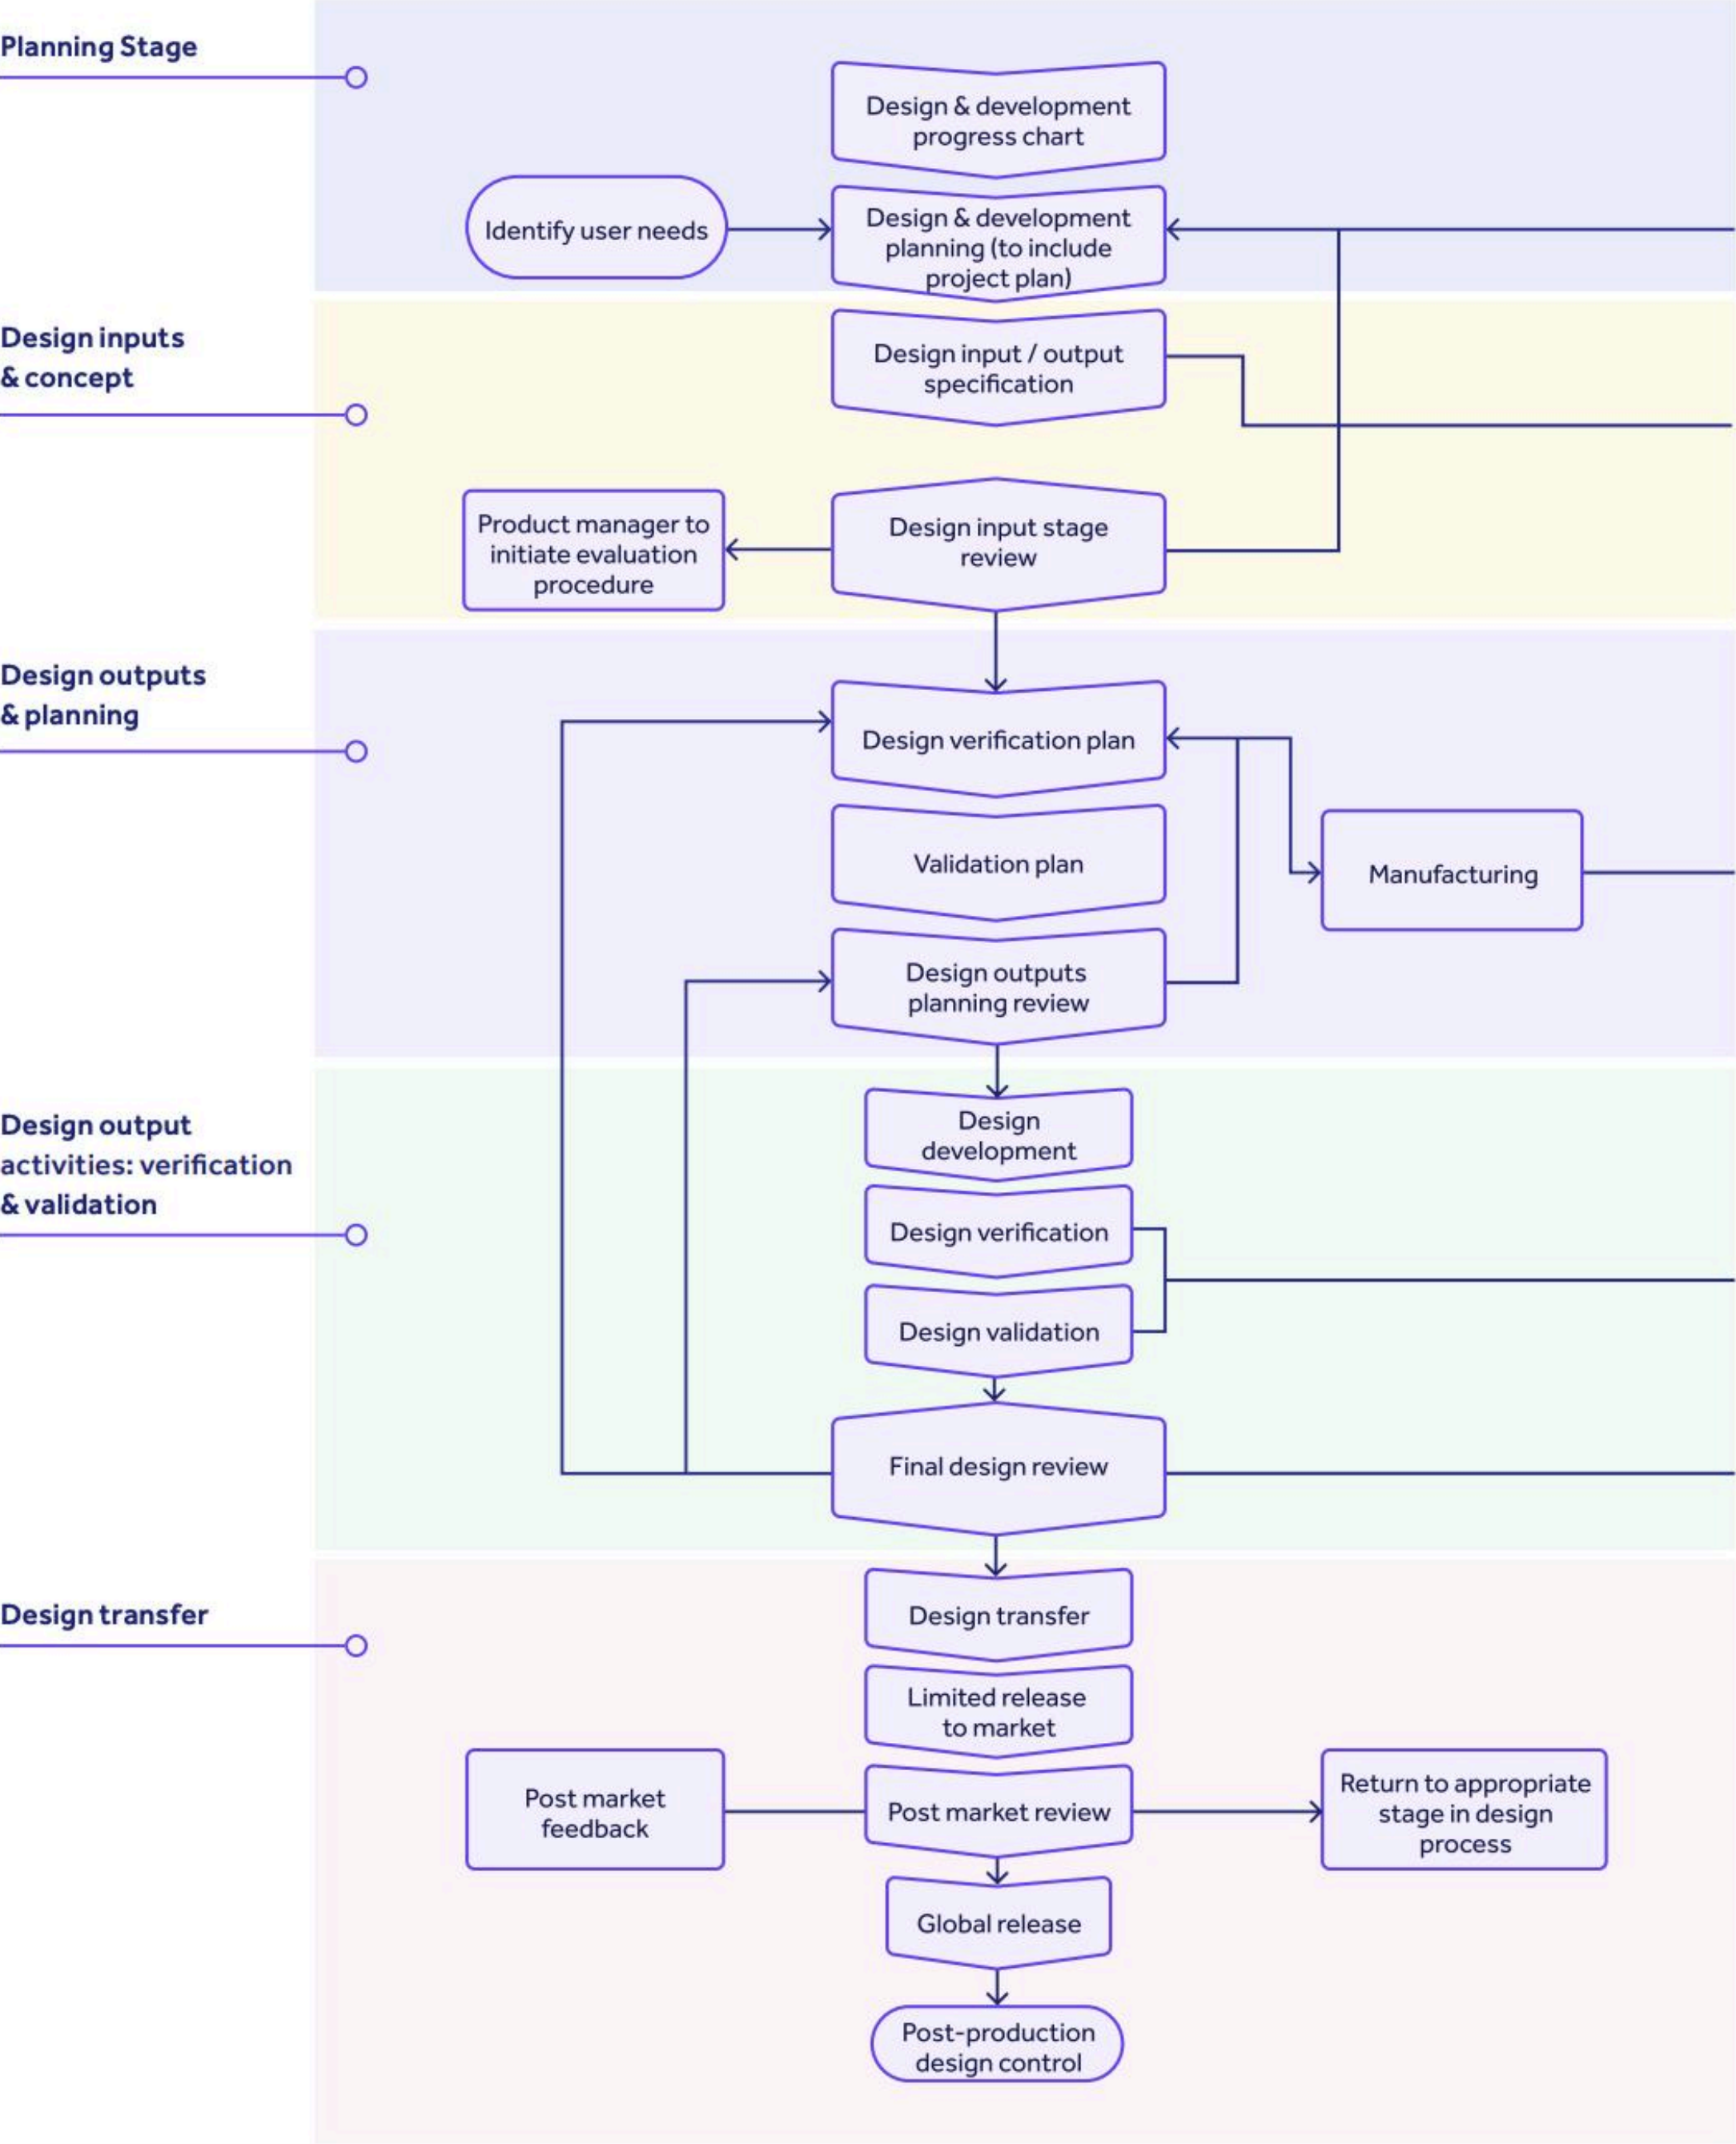 Planning Stage
Design & development
progress chart
Identify user needs
Design & development
planning (to include
project plan)
Design inputs
& concept
Design input / output
specification
Product manager to
initiate evaluation
procedure
Design input stage
review
Design outputs
& planning
Design verification plan
Validation plan
Manufacturing
Design outputs
planning review
Design output
activities: verification
& validation
Design
development
Design verification
Design validation
Final design review
Design transfer
Design transfer
Limited release
to market
Post market
feedback
Post market review
Return to appropriate
stage in design
process
Global release
Post-production
design control